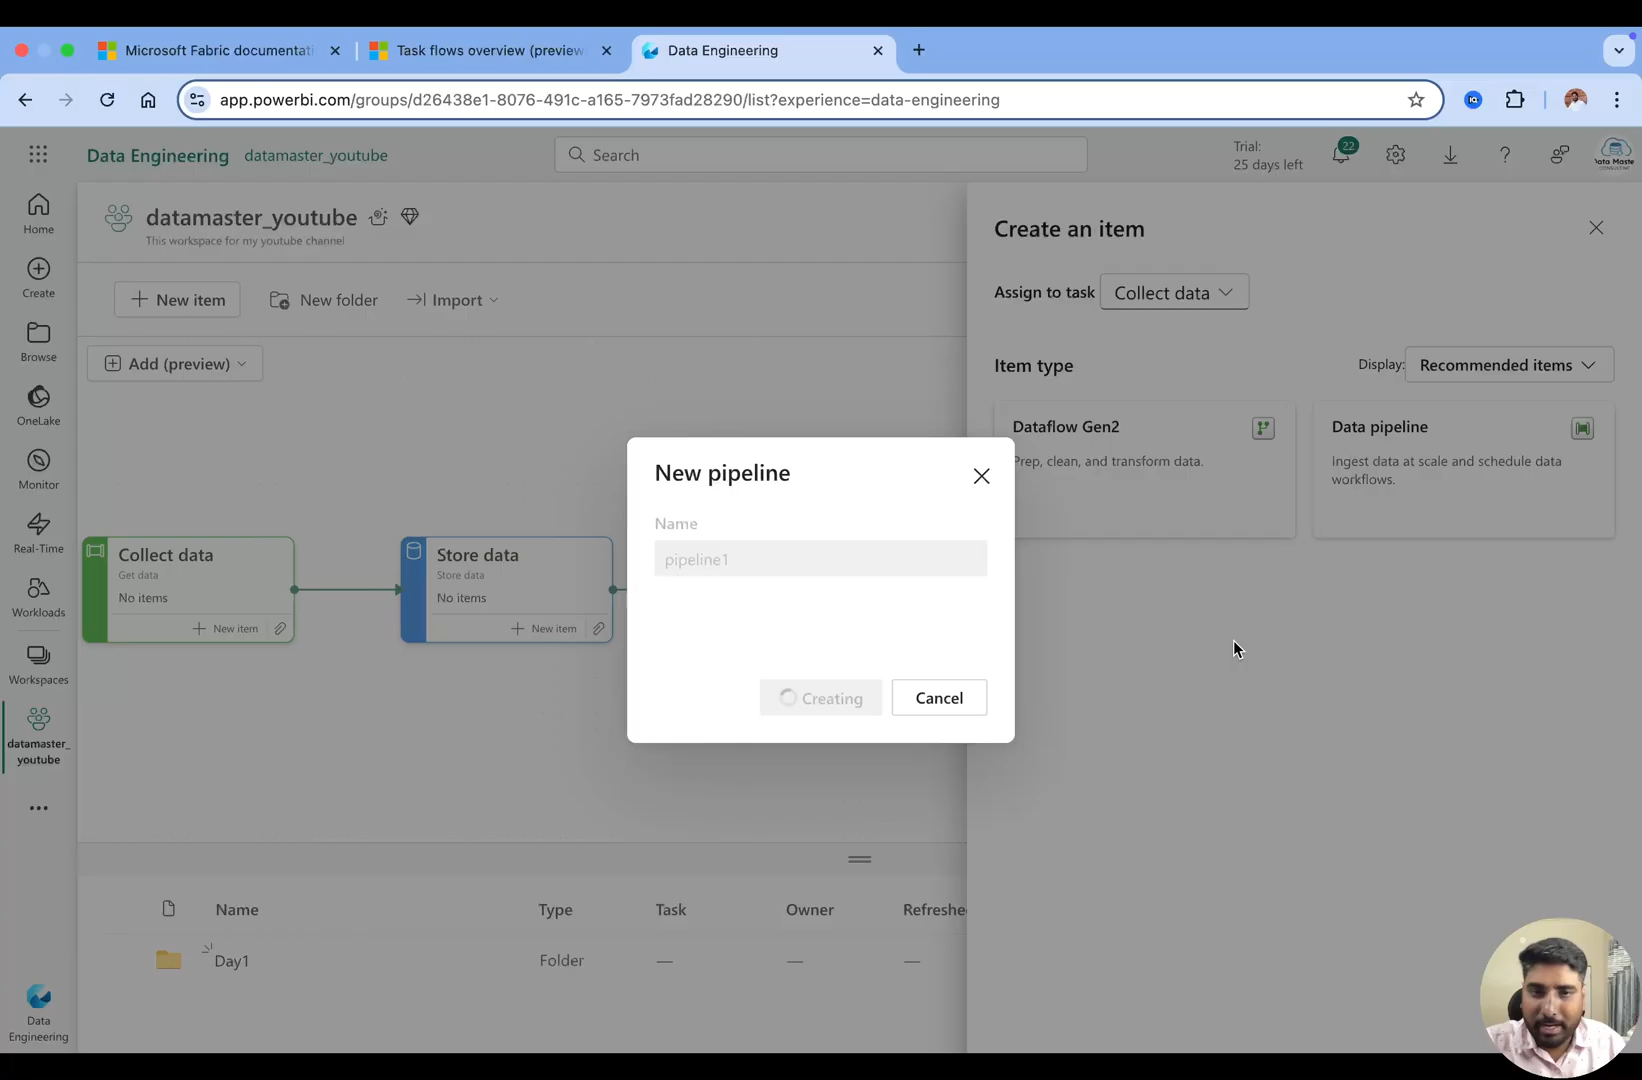 Microsoft Fabric documentati
Task flows overview (preview
Data Engineering
app.powerbi.com/groups/d26438e1-8076-491c-a165-7973fad28290/list?experience=data-engineering
Data Engineering
datamaster_youtube
Search
Trial:
25 days left
22
Data Maste
Home
Create
Browse
OneLake
Monitor
Real-Time
Workloads
Workspaces
datamaster_
youtube
Data
Engineering
datamaster_youtube
This workspace for my youtube channel
New item
New folder
Import
Add (preview)
Collect data
Get data
No items
New item
Store data
Store data
No items
New item
Name
Type
Task
Owner
Refreshe
Day1
Folder
—
—
—
Create an item
Assign to task
Collect data
Item type
Display:
Recommended items
Dataflow Gen2
Prep, clean, and transform data.
Data pipeline
Ingest data at scale and schedule data
workflows.
New pipeline
Name
pipeline1
Creating
Cancel